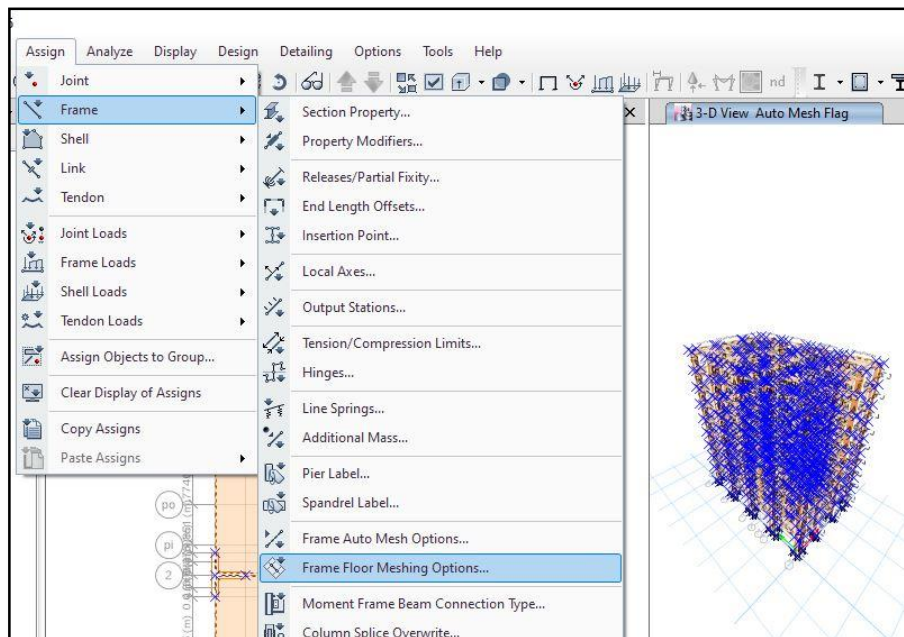 Assign Analyze Display Design Detailing Options Tools Help
nd
Joint
Frame
Shell
Link
Tendon
Joint Loads
Frame Loads
Shell Loads
Tendon Loads
Assign Objects to Group...
Clear Display of Assigns
Copy Assigns
Paste Assigns
Section Property...
Property Modifiers...
Releases/Partial Fixity...
End Length Offsets...
Insertion Point...
Local Axes...
Output Stations...
Tension/Compression Limits...
Hinges...
Line Springs...
Additional Mass...
Pier Label...
Spandrel Label...
Frame Auto Mesh Options...
Frame Floor Meshing Options...
Moment Frame Beam Connection Type...
Column Splice Overwrite...
3-D View Auto Mesh Flag
po
pi
2